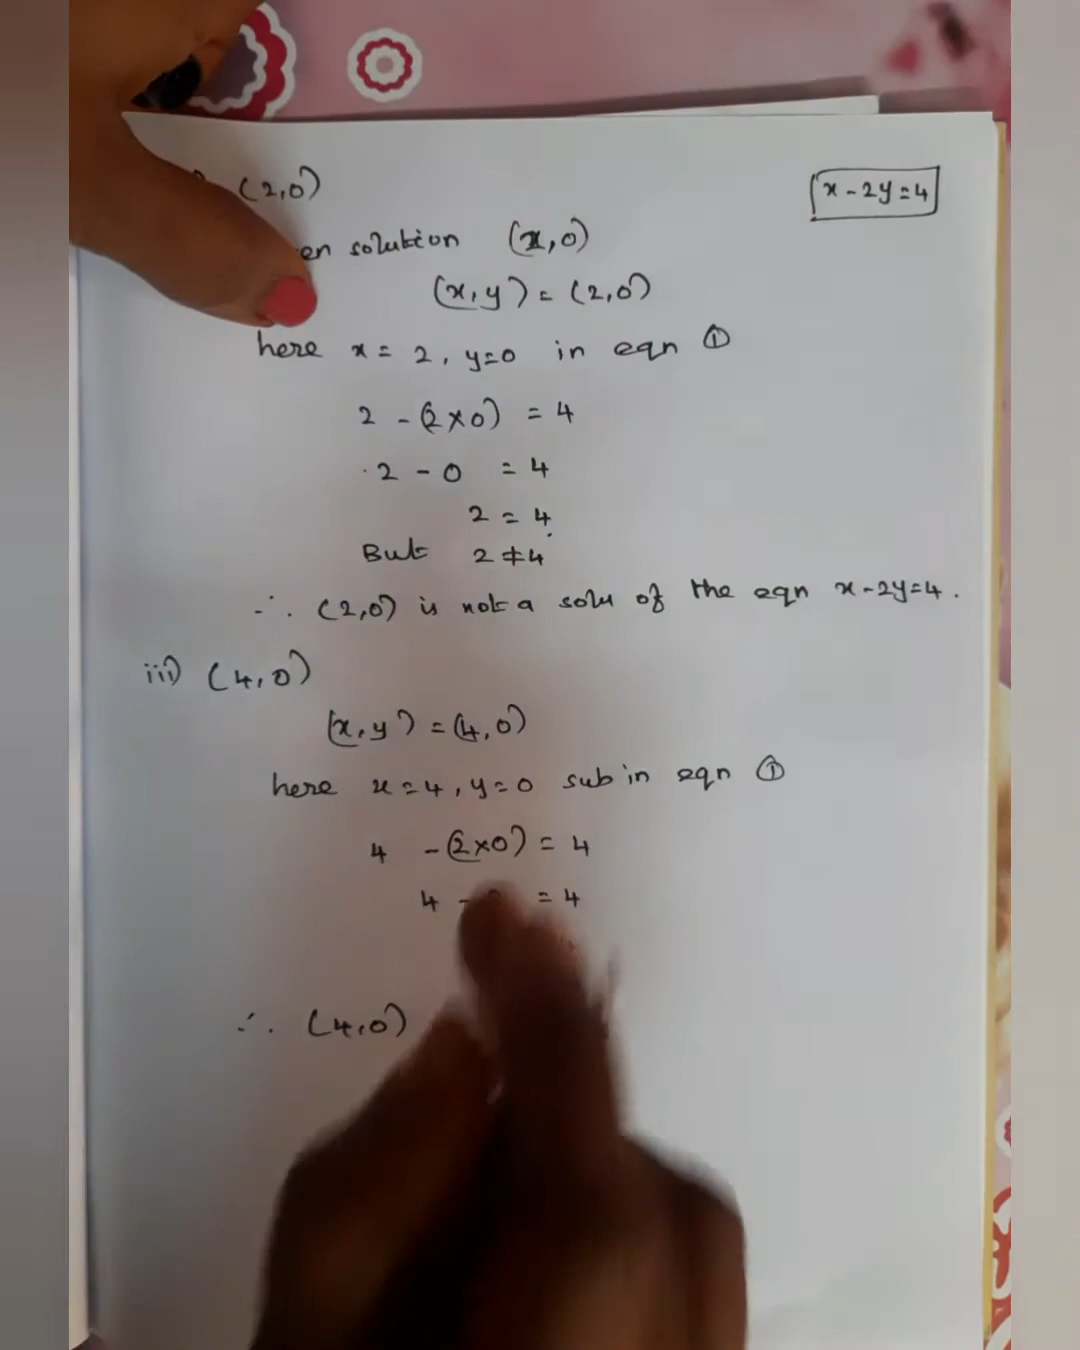 (2,0)
x - 2y = 4
solution (x,0)
(x,y) = (2,0)
here x = 2, y=0 in eqn ①
2 - (2×0) = 4
2 - 0 = 4
2 = 4
But 2 ≠ 4
∴ (2,0) is not a solu of the eqn x-2y=4.
iii) (4,0)
(x,y) = (4,0)
here x=4, y=0 sub in eqn ①
4 - (2×0) = 4
4 - = 4
∴ (4,0)